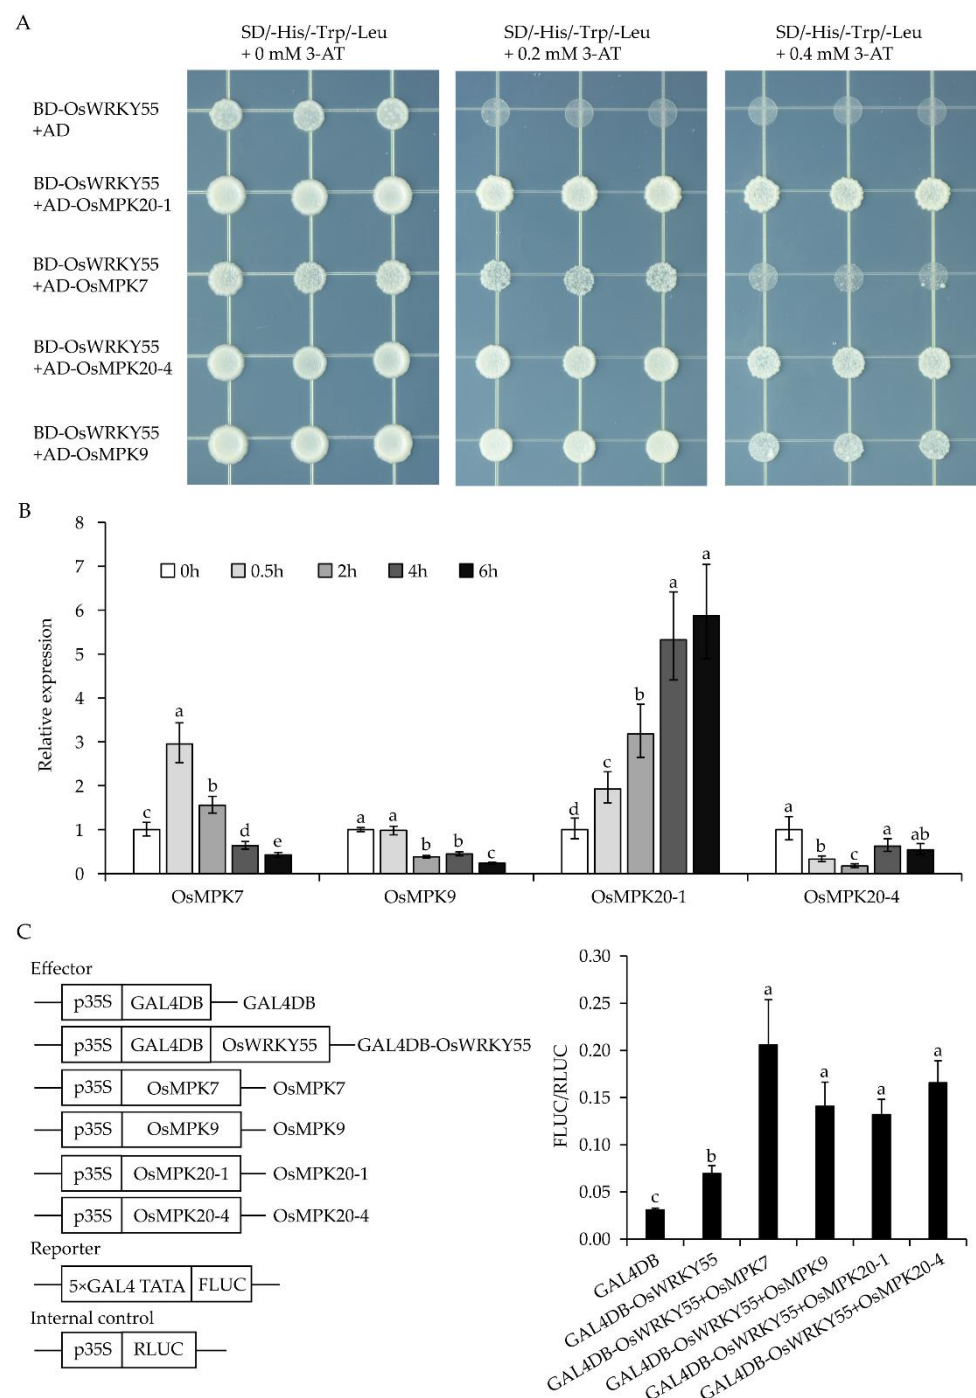 A
SD/-His/-Trp/-Leu
+ 0 mM 3-AT
SD/-His/-Trp/-Leu
+ 0.2 mM 3-AT
SD/-His/-Trp/-Leu
+ 0.4 mM 3-AT
BD-OsWRKY55
+AD
BD-OsWRKY55
+AD-OsMPK20-1
BD-OsWRKY55
+AD-OsMPK7
BD-OsWRKY55
+AD-OsMPK20-4
BD-OsWRKY55
+AD-OsMPK9
B
Relative expression
8
7
6
5
4
3
2
1
0
0h
0.5h
2h
4h
6h
c
a
b
d
e
a
a
b
b
c
d
c
b
a
a
a
b
c
a
ab
OsMPK7
OsMPK9
OsMPK20-1
OsMPK20-4
C
Effector
p35S GAL4DB GAL4DB
p35S GAL4DB OsWRKY55 GAL4DB-OsWRKY55
p35S OsMPK7 OsMPK7
p35S OsMPK9 OsMPK9
p35S OsMPK20-1 OsMPK20-1
p35S OsMPK20-4 OsMPK20-4
Reporter
5×GAL4 TATA FLUC
Internal control
p35S RLUC
FLUC/RLUC
0.30
0.25
0.20
0.15
0.10
0.05
0.00
c
b
a
a
a
a
GAL4DB
GAL4DB-OsWRKY55
GAL4DB-OsWRKY55+OsMPK7
GAL4DB-OsWRKY55+OsMPK9
GAL4DB-OsWRKY55+OsMPK20-1
GAL4DB-OsWRKY55+OsMPK20-4